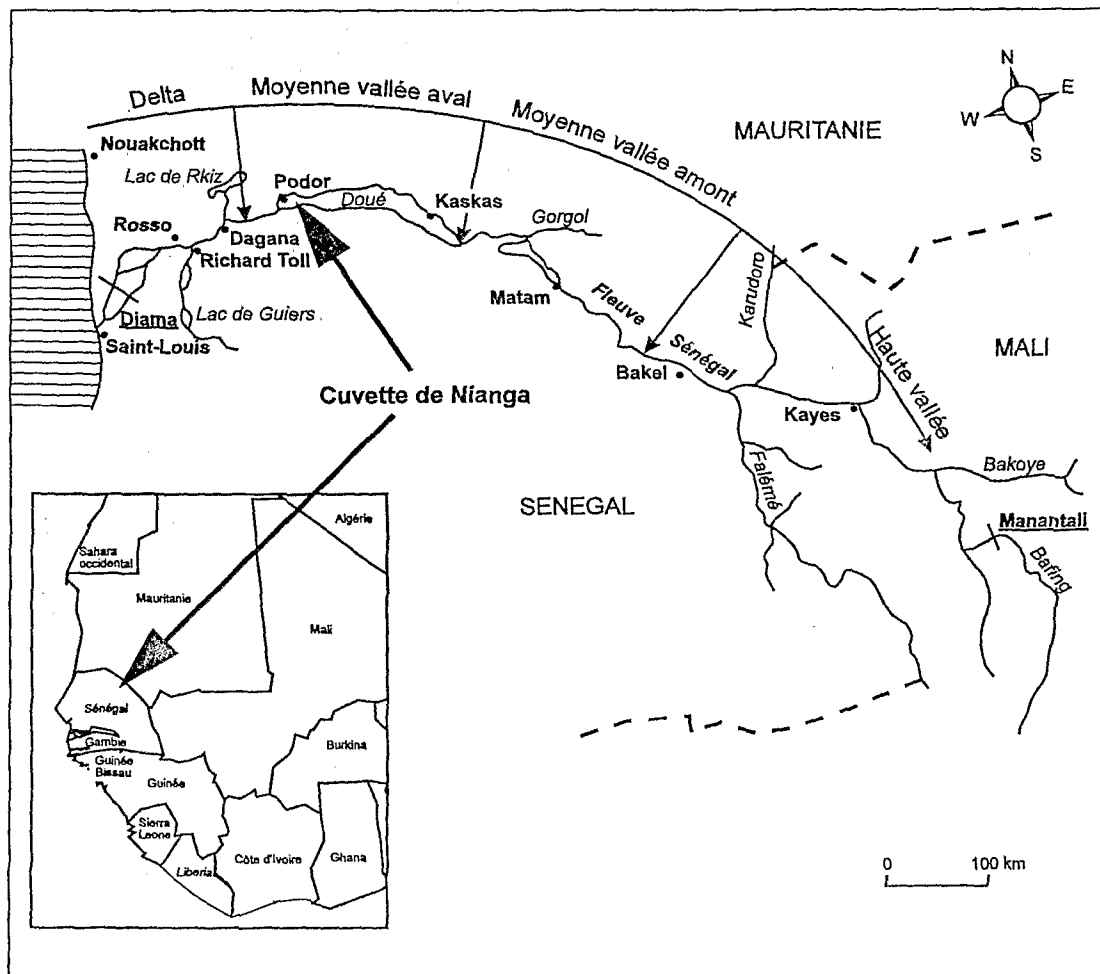 Delta
Moyenne vallée aval
Moyenne vallée amont
Haute vallée
MAURITANIE
N
E
W
S
Nouakchott
Lac de Rkiz
Podor
Doué
Kaskas
Gorgol
Rosso
Dagana
Richard Toll
Matam
Fleuve
Sénégal
Karudoro
MALI
Diama
Lac de Guiers
Saint-Louis
Bakel
Kayes
Cuvette de Nianga
SENEGAL
Falémé
Bakoye
Manantali
Bafing
Algérie
Sahara
occidental
Mauritanie
Mali
Sénégal
Gambie
Guinée
Bissau
Guinée
Burkina
Sierra
Leone
Liberia
Côte d'Ivoire
Ghana
0 100 km